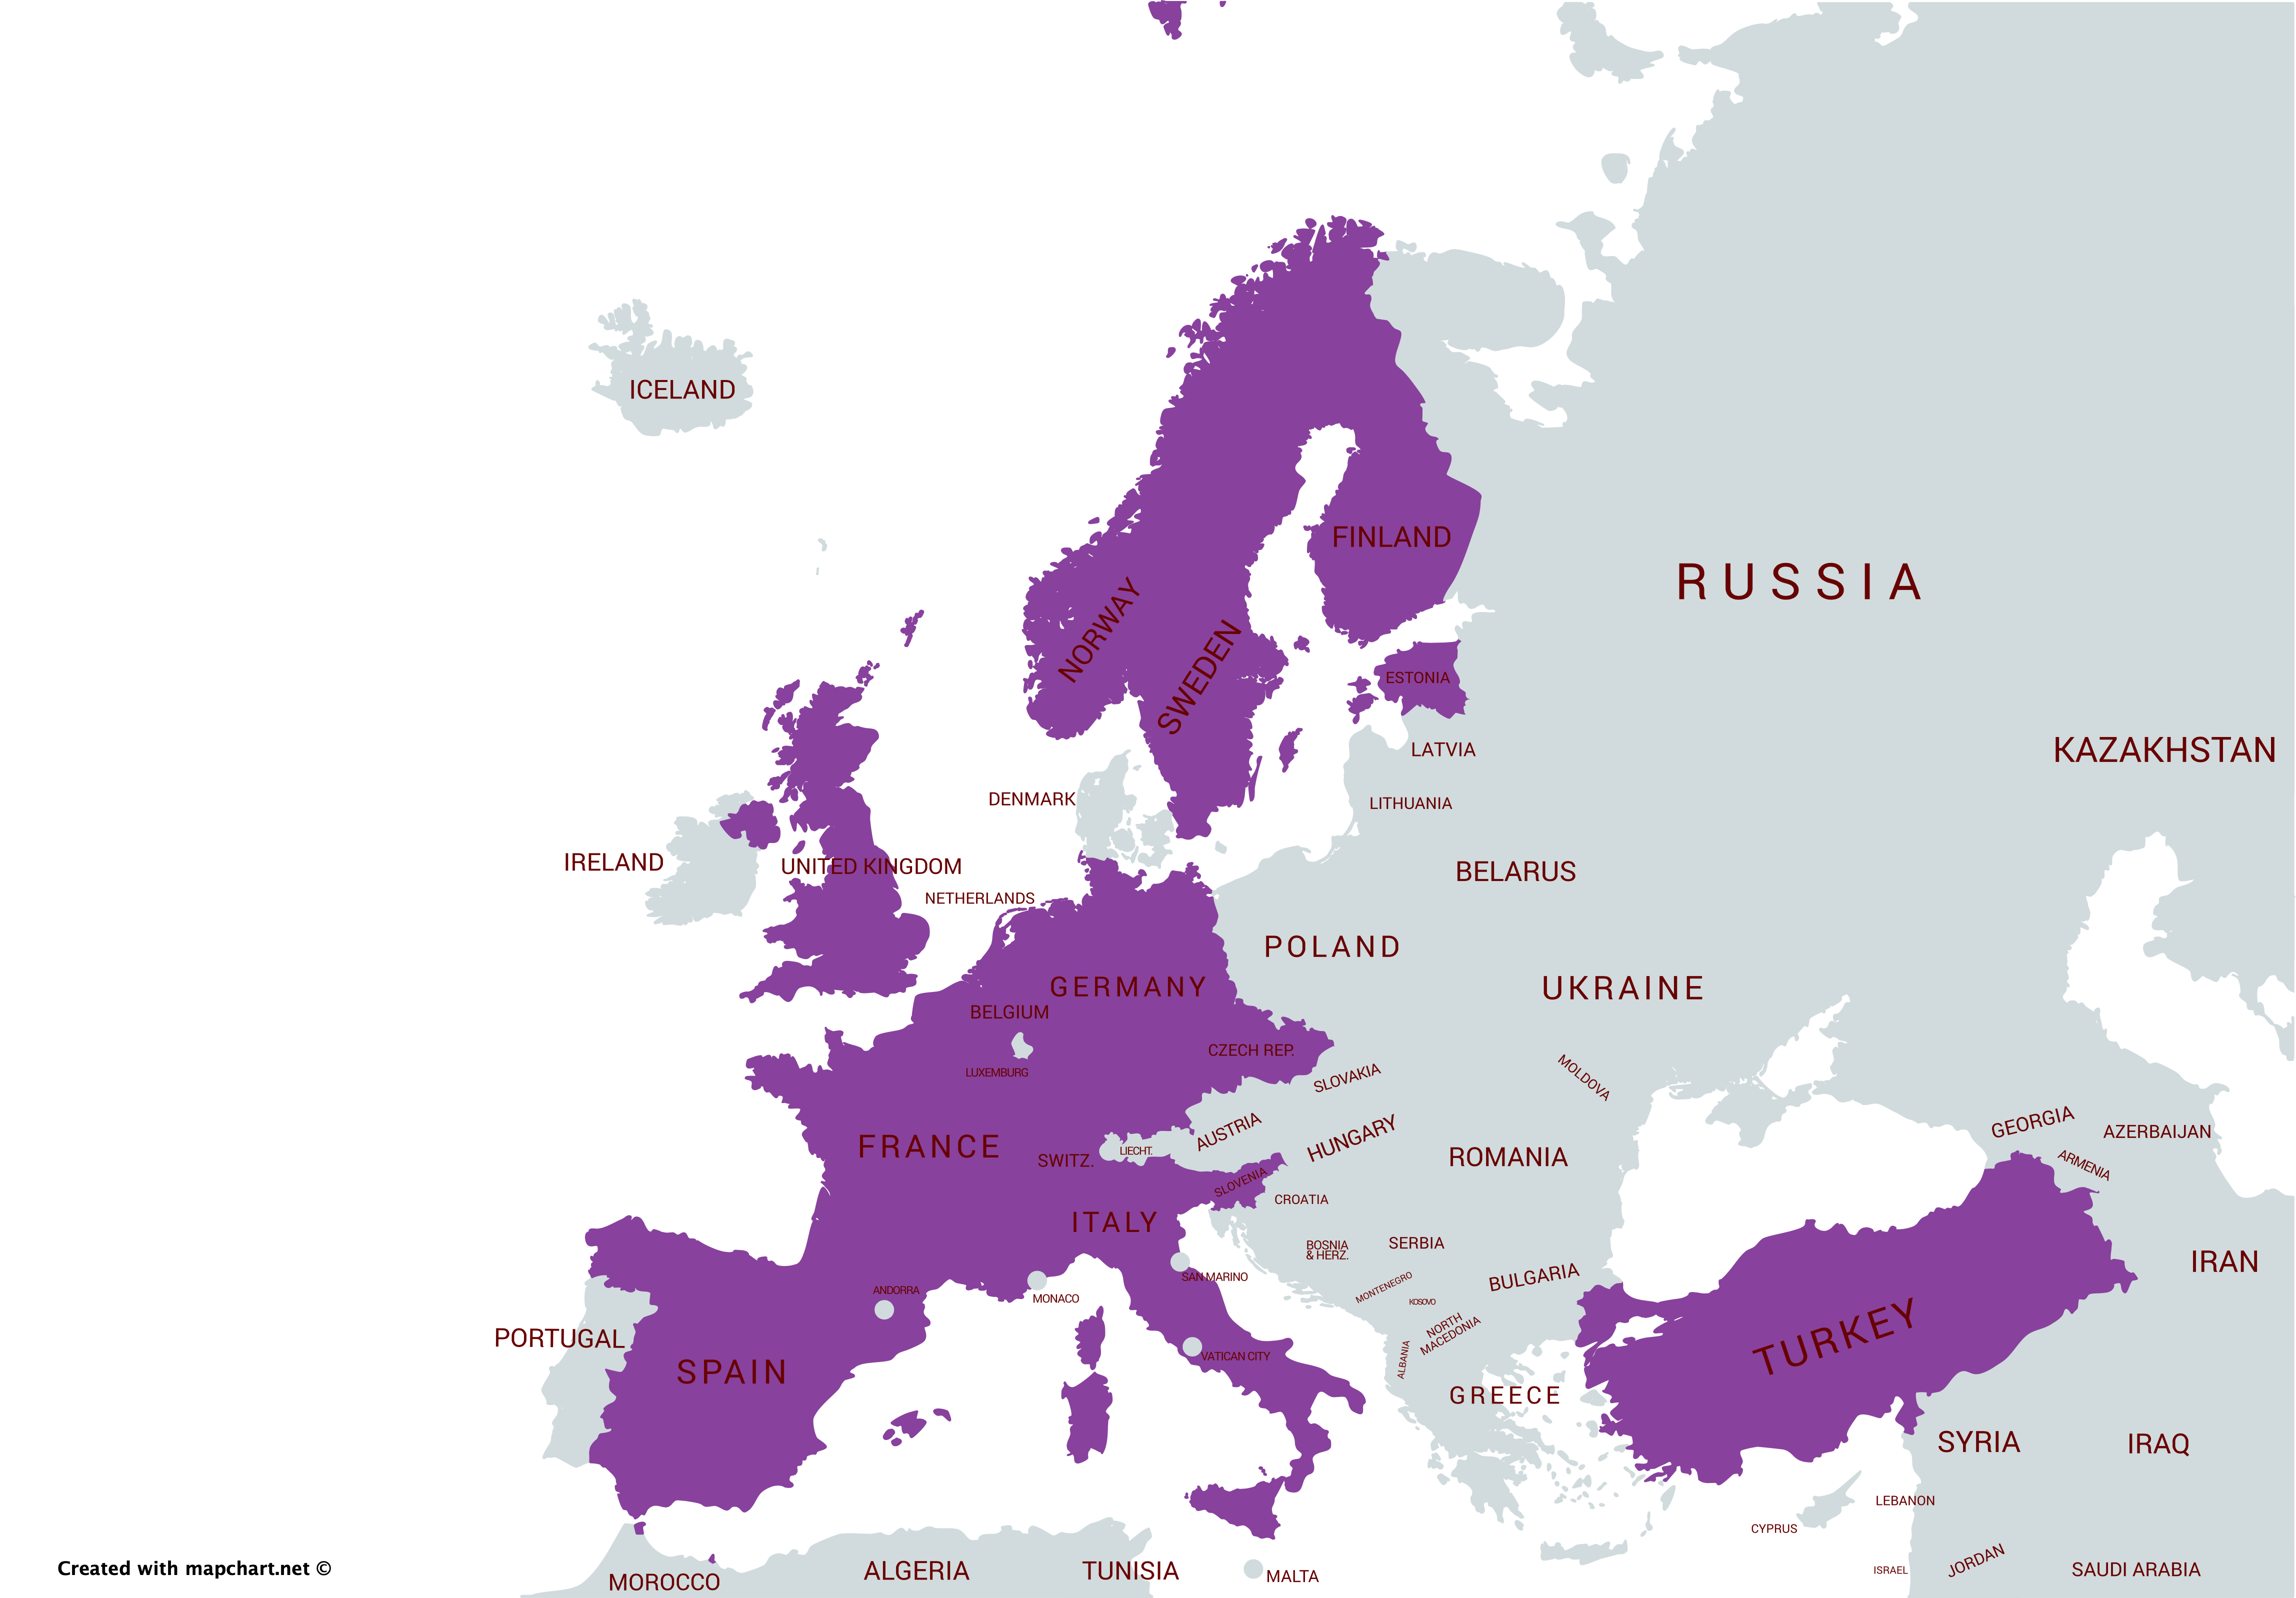 ICELAND
FINLAND
RUSSIA
NORWAY
SWEDEN
ESTONIA
LATVIA
KAZAKHSTAN
DENMARK
LITHUANIA
IRELAND
UNITED KINGDOM
BELARUS
NETHERLANDS
POLAND
GERMANY
UKRAINE
BELGIUM
CZECH REP.
LUXEMBURG
SLOVAKIA
MOLDOVA
FRANCE
SWITZ.
LIECHT.
AUSTRIA
HUNGARY
ROMANIA
GEORGIA
AZERBAIJAN
ARMENIA
SLOVENIA
CROATIA
ITALY
BOSNIA
& HERZ.
SERBIA
IRAN
SAN MARINO
ANDORRA
MONACO
MONTENEGRO
KOSOVO
BULGARIA
PORTUGAL
SPAIN
VATICAN CITY
ALBANIA
NORTH
MACEDONIA
TURKEY
GREECE
SYRIA
IRAQ
LEBANON
CYPRUS
Created with mapchart.net ©
MOROCCO
ALGERIA
TUNISIA
MALTA
ISRAEL
JORDAN
SAUDI ARABIA